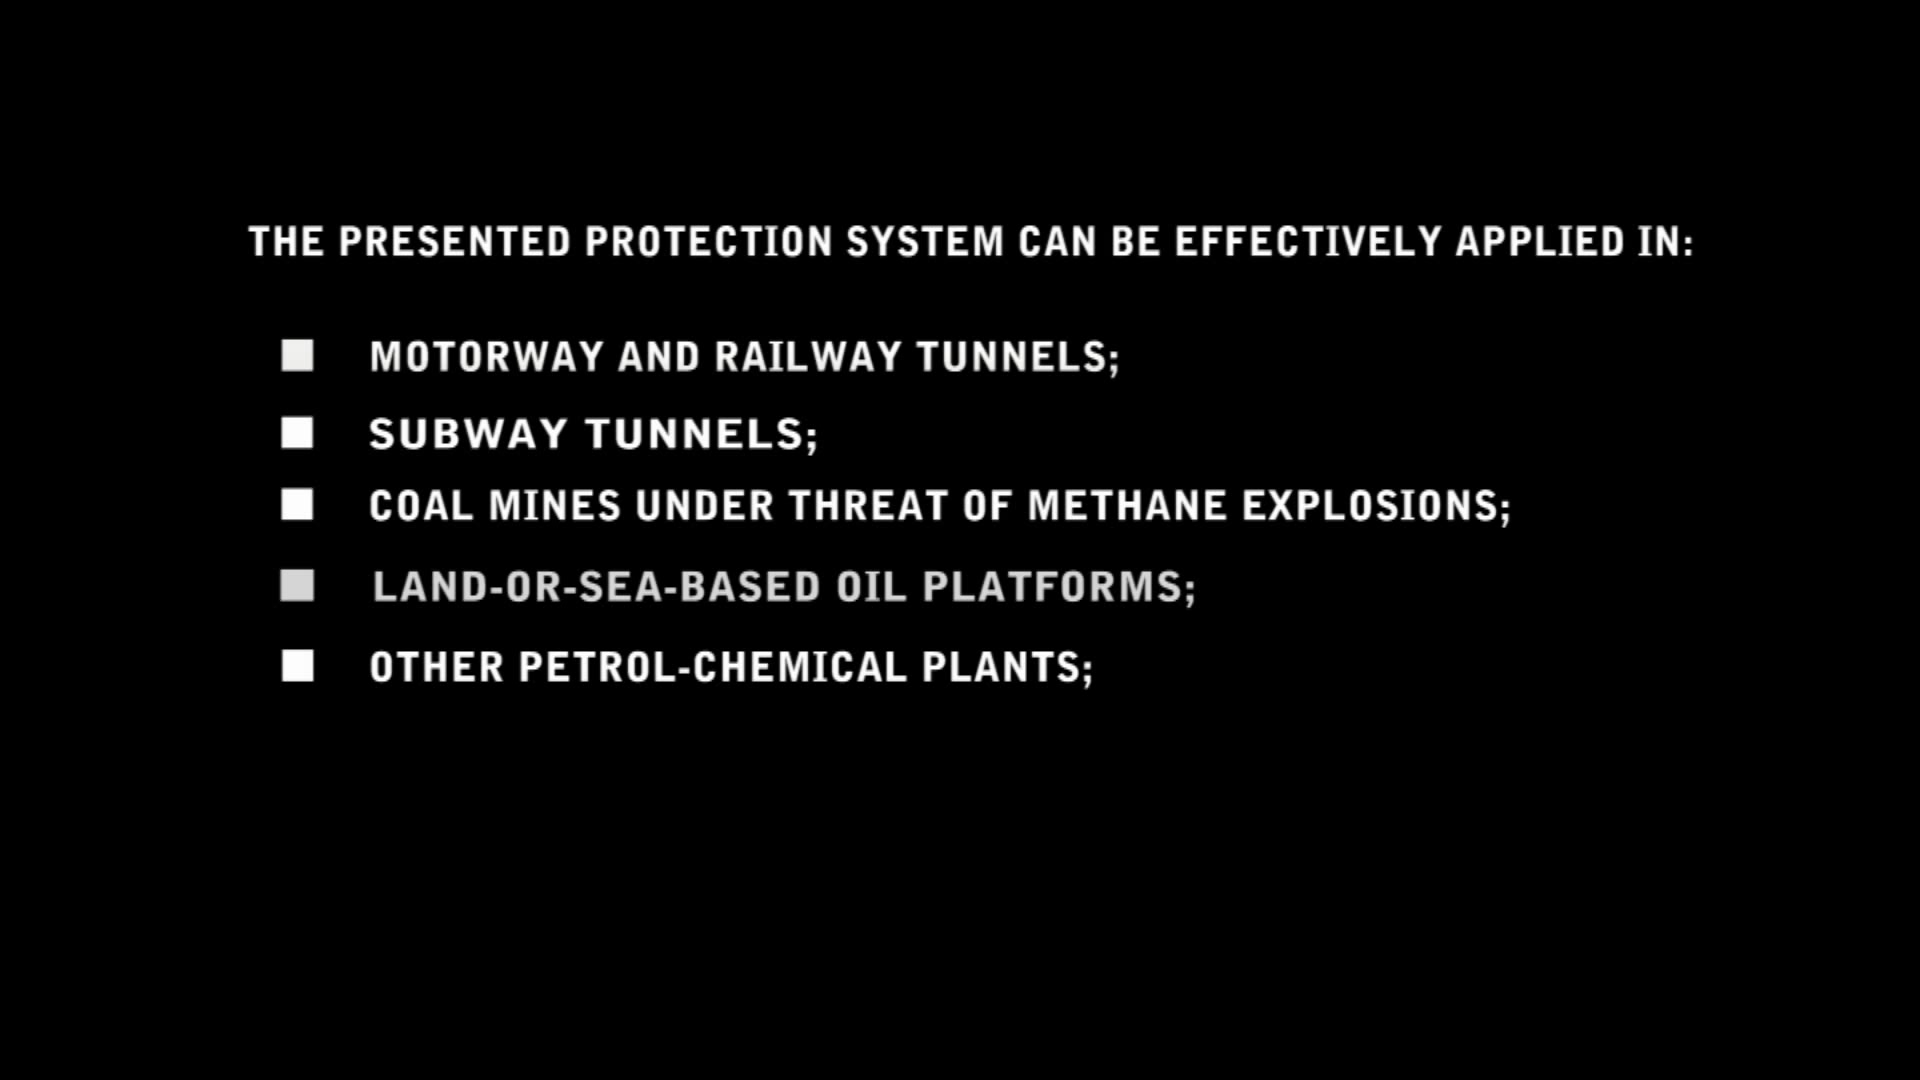 THE PRESENTED PROTECTION SYSTEM CAN BE EFFECTIVELY APPLIED IN:
MOTORWAY AND RAILWAY TUNNELS;
SUBWAY TUNNELS;
COAL MINES UNDER THREAT OF METHANE EXPLOSIONS;
LAND-OR-SEA-BASED OIL PLATFORMS;
OTHER PETROL-CHEMICAL PLANTS;